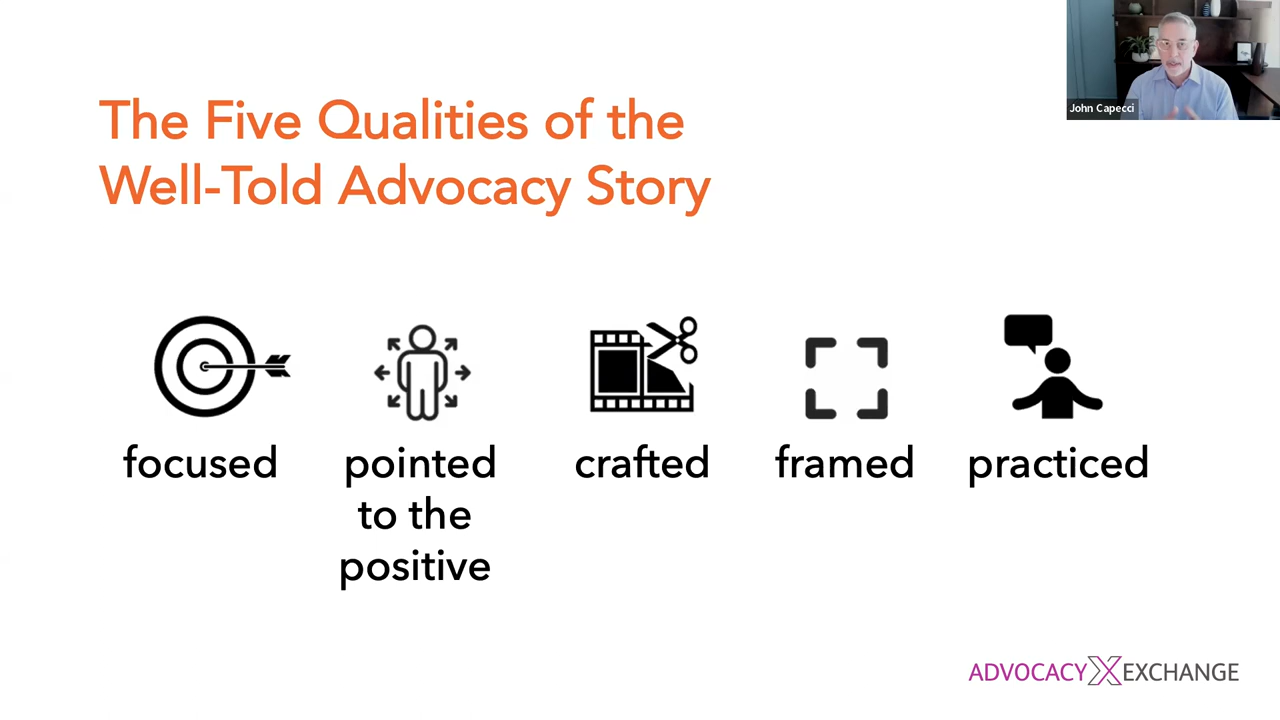 John Capecci
The Five Qualities of the
Well-Told Advocacy Story
focused
pointed
to the
positive
crafted
framed
practiced
ADVOCACY X EXCHANGE